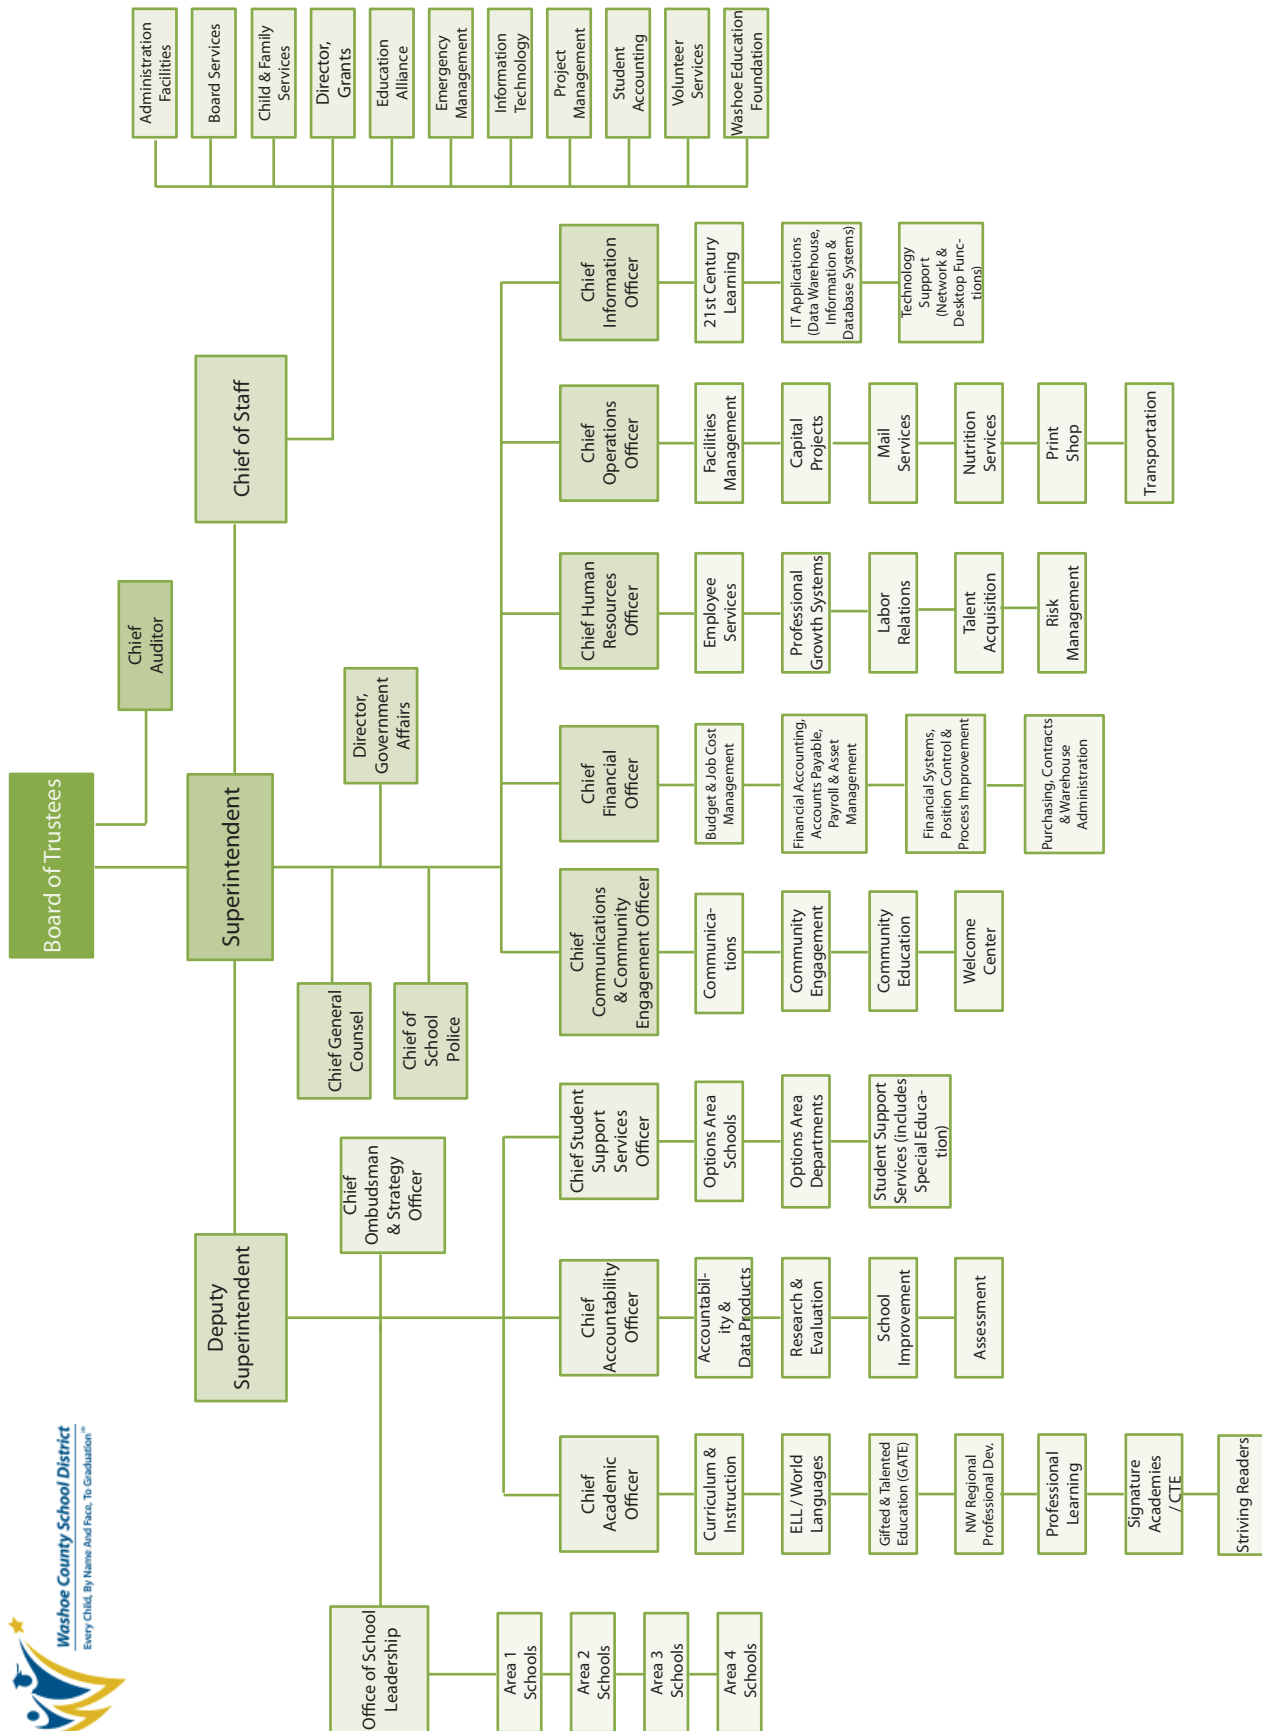 Washoe County School District
Every Child, By Name And Face, To Graduation™
Board of Trustees
Chief
Auditor
Superintendent
Deputy
Superintendent
Chief of Staff
Office of School
Leadership
Area 1
Schools
Area 2
Schools
Area 3
Schools
Area 4
Schools
Chief
Ombudsman
& Strategy
Officer
Chief General
Counsel
Chief of
School
Police
Director,
Government
Affairs
Chief
Academic
Officer
Curriculum &
Instruction
ELL / World
Languages
Gifted & Talented
Education (GATE)
NW Regional
Professional Dev.
Professional
Learning
Signature
Academies
/ CTE
Striving Readers
Chief
Accountability
Officer
Accountabil-
ity &
Data Products
Research &
Evaluation
School
Improvement
Assessment
Chief Student
Support
Services
Officer
Options Area
Schools
Options Area
Departments
Student Support
Services (includes
Special Educa-
tion)
Chief
Communications
& Community
Engagement Officer
Communica-
tions
Community
Engagement
Community
Education
Welcome
Center
Chief
Financial
Officer
Budget & Job Cost
Management
Financial Accounting,
Accounts Payable,
Payroll & Asset
Management
Financial Systems,
Position Control &
Process Improvement
Purchasing, Contracts
& Warehouse
Administration
Chief Human
Resources
Officer
Employee
Services
Professional
Growth Systems
Labor
Relations
Talent
Acquisition
Risk
Management
Chief
Operations
Officer
Facilities
Management
Capital
Projects
Mail
Services
Nutrition
Services
Print
Shop
Transportation
Chief
Information
Officer
21st Century
Learning
IT Applications
(Data Warehouse,
Information &
Database Systems)
Technology
Support
(Network &
Desktop Func-
tions)
Administration
Facilities
Board Services
Child & Family
Services
Director,
Grants
Education
Alliance
Emergency
Management
Information
Technology
Project
Management
Student
Accounting
Volunteer
Services
Washoe Education
Foundation